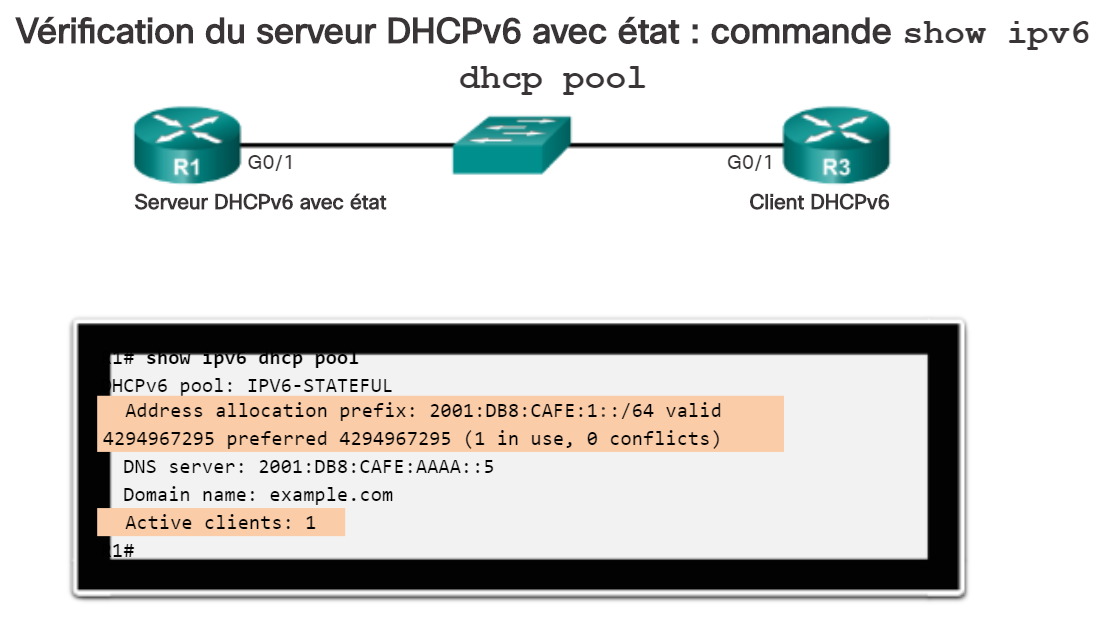 Vérification du serveur DHCPv6 avec état : commande show ipv6
dhcp pool
R1
G0/1
G0/1
R3
Serveur DHCPv6 avec état
Client DHCPv6
1# show ipv6 dhcp pool
HCPv6 pool: IPV6-STATEFUL
Address allocation prefix: 2001:DB8:CAFE:1::/64 valid
4294967295 preferred 4294967295 (1 in use, 0 conflicts)
DNS server: 2001:DB8:CAFE:AAAA::5
Domain name: example.com
Active clients: 1
1#